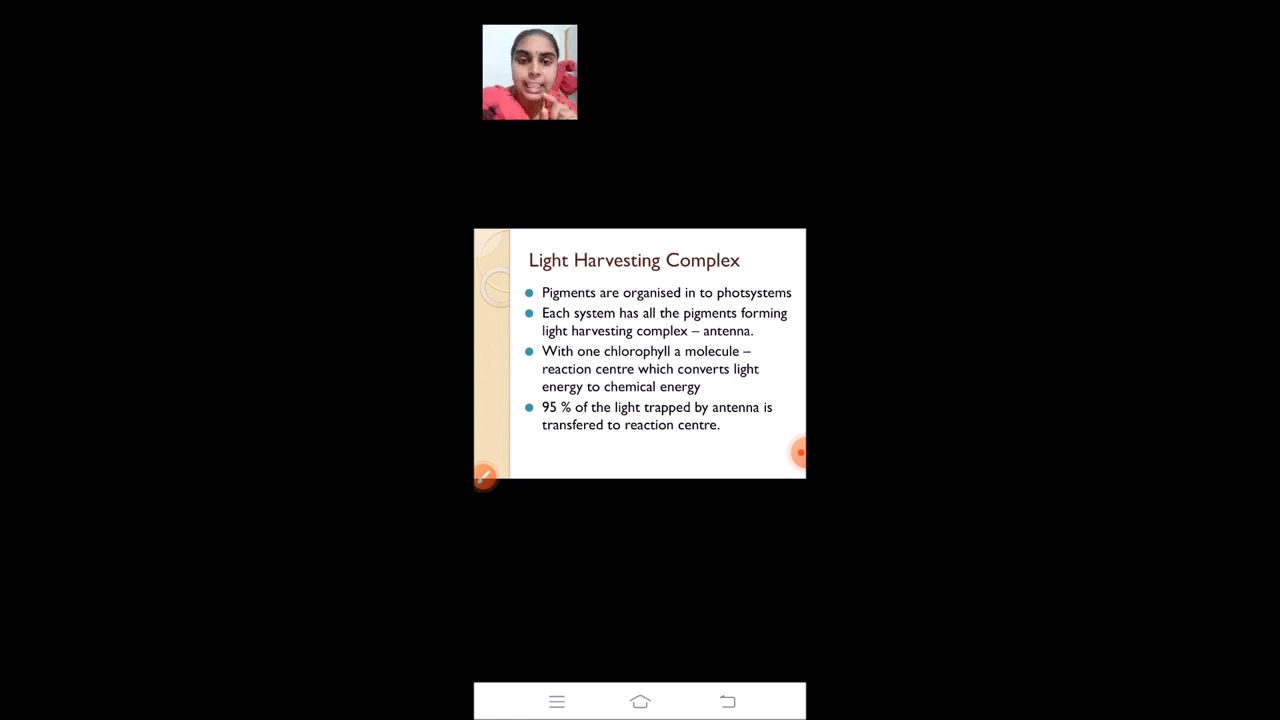 Light Harvesting Complex
Pigments are organised in to photsystems
Each system has all the pigments forming
light harvesting complex – antenna.
With one chlorophyll a molecule –
reaction centre which converts light
energy to chemical energy
95 % of the light trapped by antenna is
transfered to reaction centre.